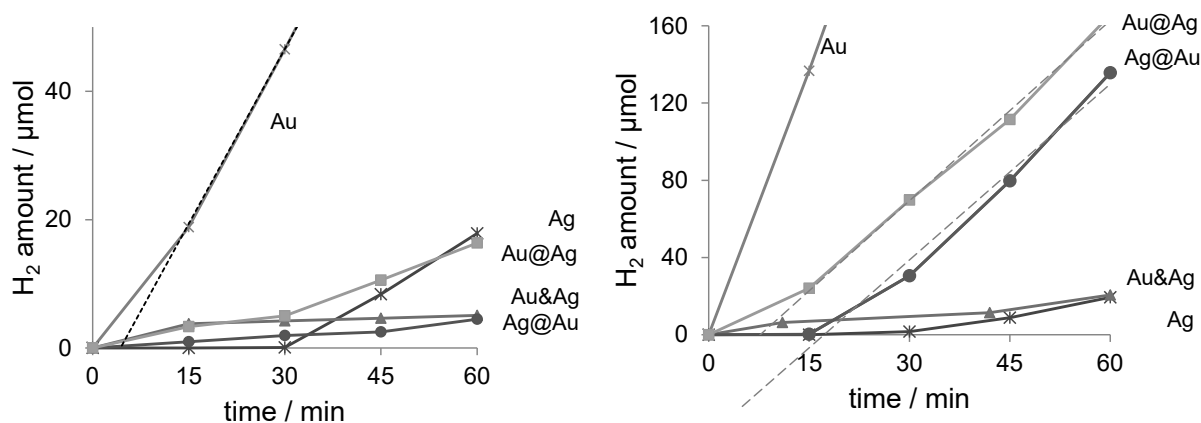 H2 amount / µmol
40
20
0
Au
Ag
Au@Ag
Au&Ag
Ag@Au
0 15 30 45 60
time / min
H2 amount / µmol
160
120
80
40
0
Au
Au@Ag
Ag@Au
Au&Ag
Ag
0 15 30 45 60
time / min